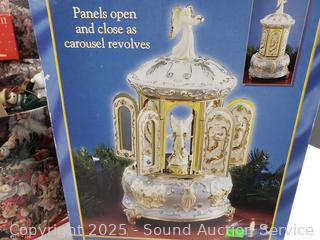 Panels open
and close as
carousel revolves
Copyright 2025 - Sound Auction Service